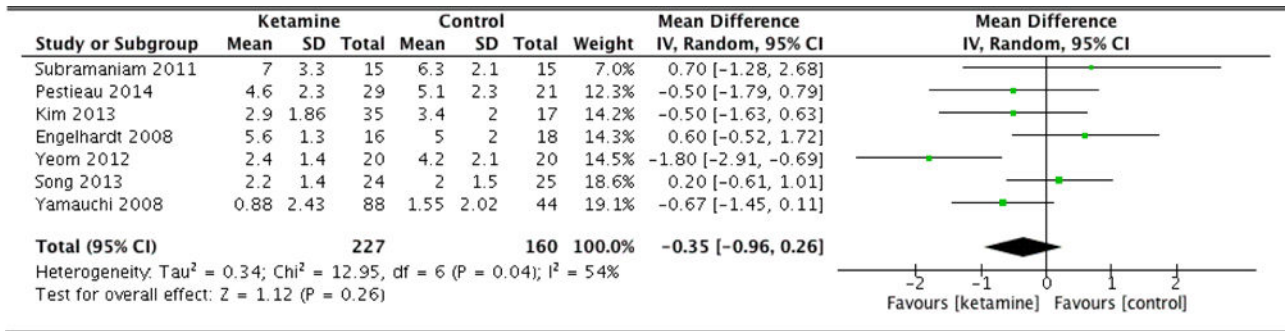 Ketamine Control Mean Difference Mean Difference
Study or Subgroup Mean SD Total Mean SD Total Weight IV, Random, 95% CI IV, Random, 95% CI
Subramaniam 2011 7 3.3 15 6.3 2.1 15 7.0% 0.70 [-1.28, 2.68]
Pestieau 2014 4.6 2.3 29 5.1 2.3 21 12.3% -0.50 [-1.79, 0.79]
Kim 2013 2.9 1.86 35 3.4 2 17 14.2% -0.50 [-1.63, 0.63]
Engelhardt 2008 5.6 1.3 16 5 2 18 14.3% 0.60 [-0.52, 1.72]
Yeom 2012 2.4 1.4 20 4.2 2.1 20 14.5% -1.80 [-2.91, -0.69]
Song 2013 2.2 1.4 24 2 1.5 25 18.6% 0.20 [-0.61, 1.01]
Yamauchi 2008 0.88 2.43 88 1.55 2.02 44 19.1% -0.67 [-1.45, 0.11]
Total (95% CI) 227 160 100.0% -0.35 [-0.96, 0.26]
Heterogeneity: Tau² = 0.34; Chi² = 12.95, df = 6 (P = 0.04); I² = 54%
Test for overall effect: Z = 1.12 (P = 0.26)
-2 -1 0 1 2
Favours [ketamine] Favours [control]